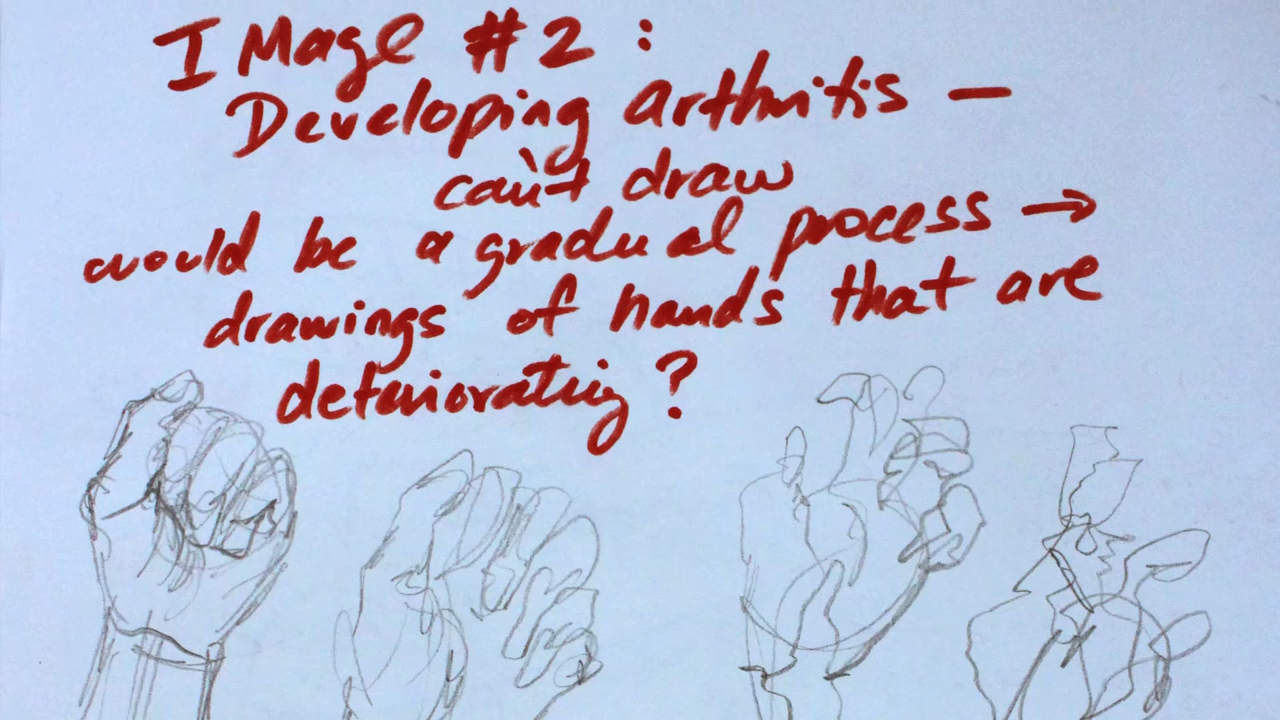 IMage #2:
Developing arthritis —
can't draw
would be a gradual process →
drawings of hands that are
deteriorating?